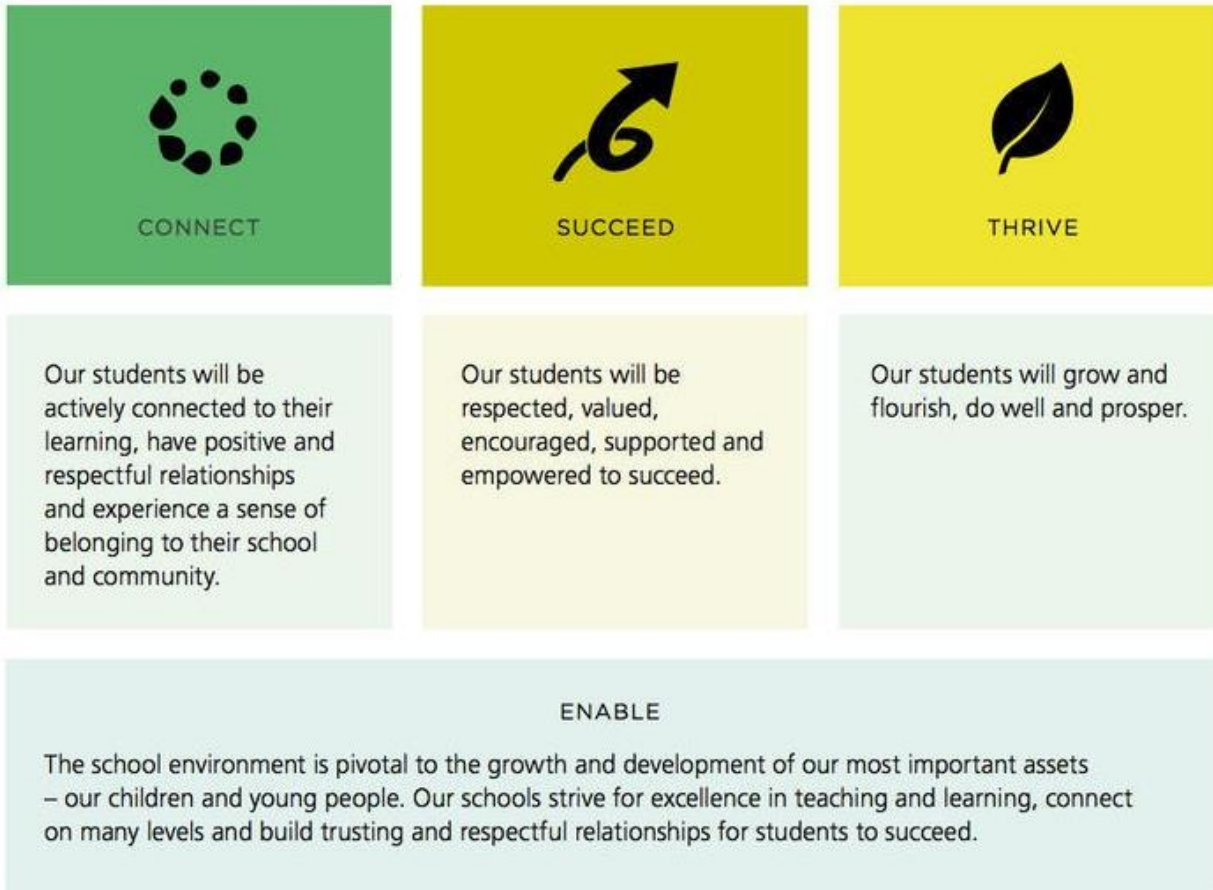 CONNECT
Our students will be
actively connected to their
learning, have positive and
respectful relationships
and experience a sense of
belonging to their school
and community.
SUCCEED
Our students will be
respected, valued,
encouraged, supported and
empowered to succeed.
THRIVE
Our students will grow and
flourish, do well and prosper.
ENABLE
The school environment is pivotal to the growth and development of our most important assets
– our children and young people. Our schools strive for excellence in teaching and learning, connect
on many levels and build trusting and respectful relationships for students to succeed.